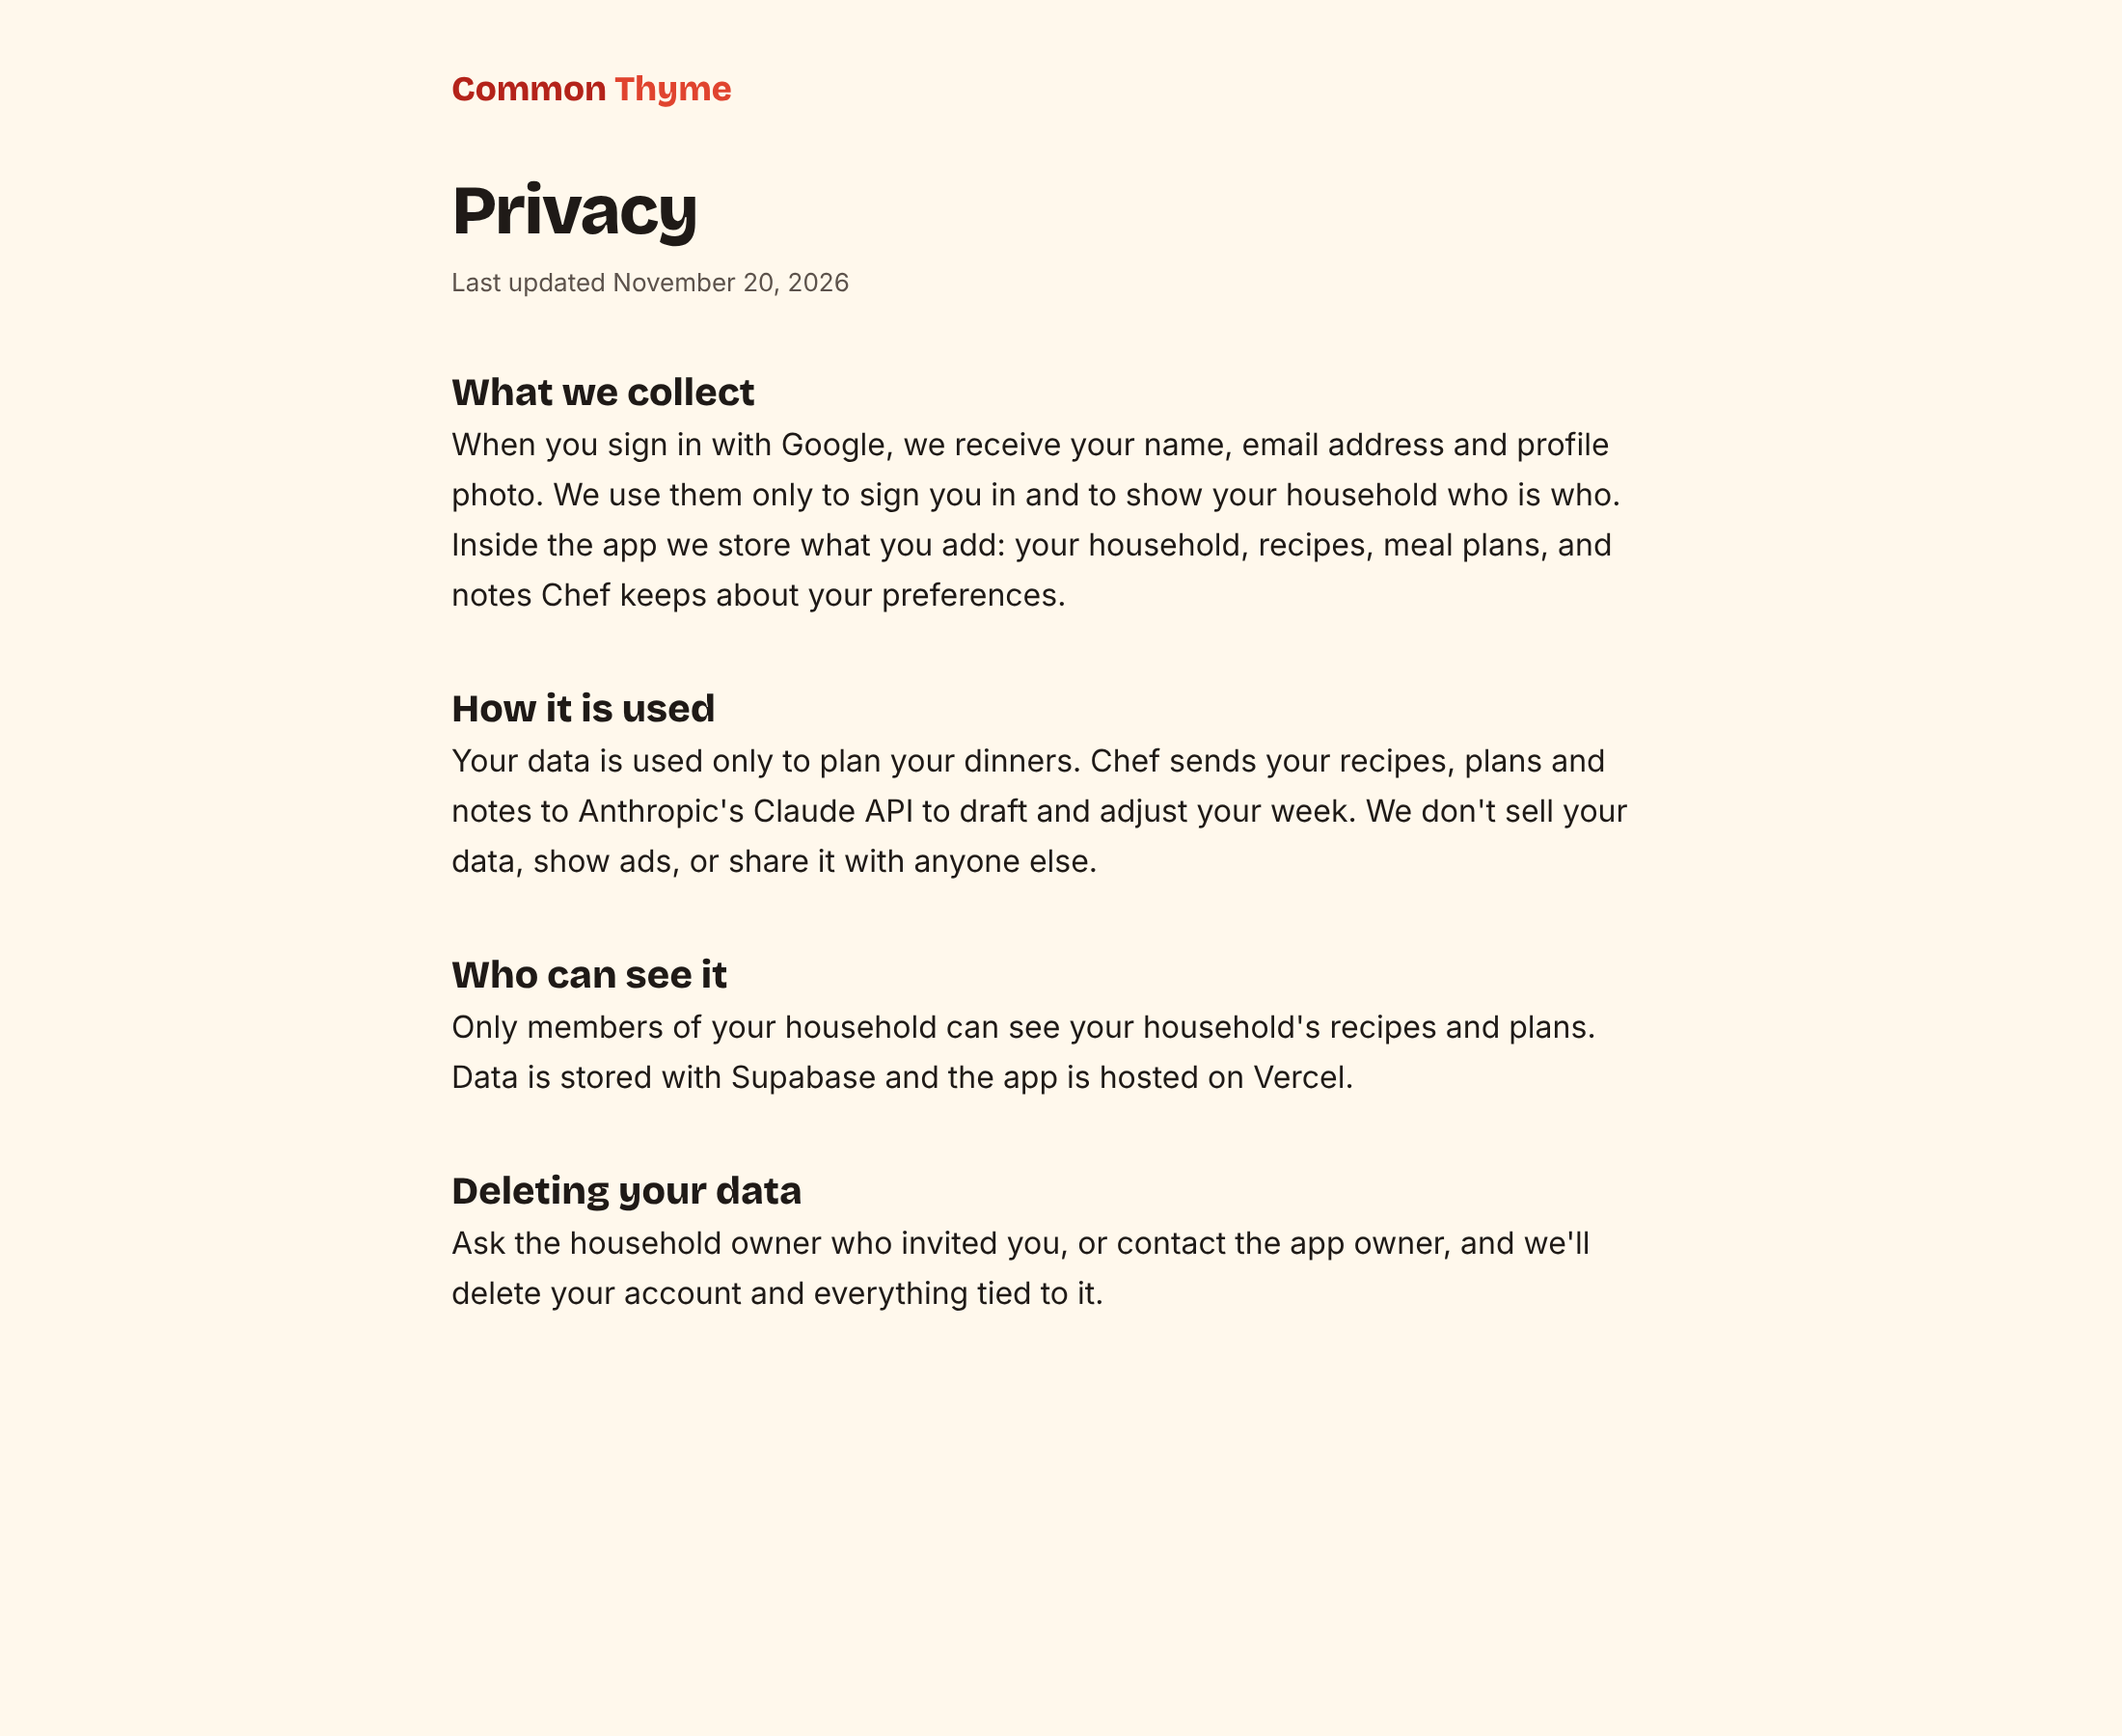 Common Thyme
Privacy
Last updated November 20, 2026
What we collect
When you sign in with Google, we receive your name, email address and profile
photo. We use them only to sign you in and to show your household who is who.
Inside the app we store what you add: your household, recipes, meal plans, and
notes Chef keeps about your preferences.
How it is used
Your data is used only to plan your dinners. Chef sends your recipes, plans and
notes to Anthropic's Claude API to draft and adjust your week. We don't sell your
data, show ads, or share it with anyone else.
Who can see it
Only members of your household can see your household's recipes and plans.
Data is stored with Supabase and the app is hosted on Vercel.
Deleting your data
Ask the household owner who invited you, or contact the app owner, and we'll
delete your account and everything tied to it.